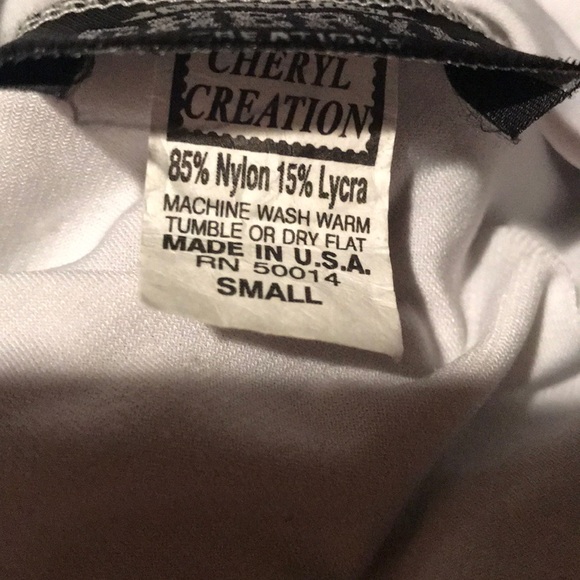 CHERYL
CREATION
85% Nylon 15% Lycra
MACHINE WASH WARM
TUMBLE OR DRY FLAT
MADE IN U.S.A.
RN 50014
SMALL